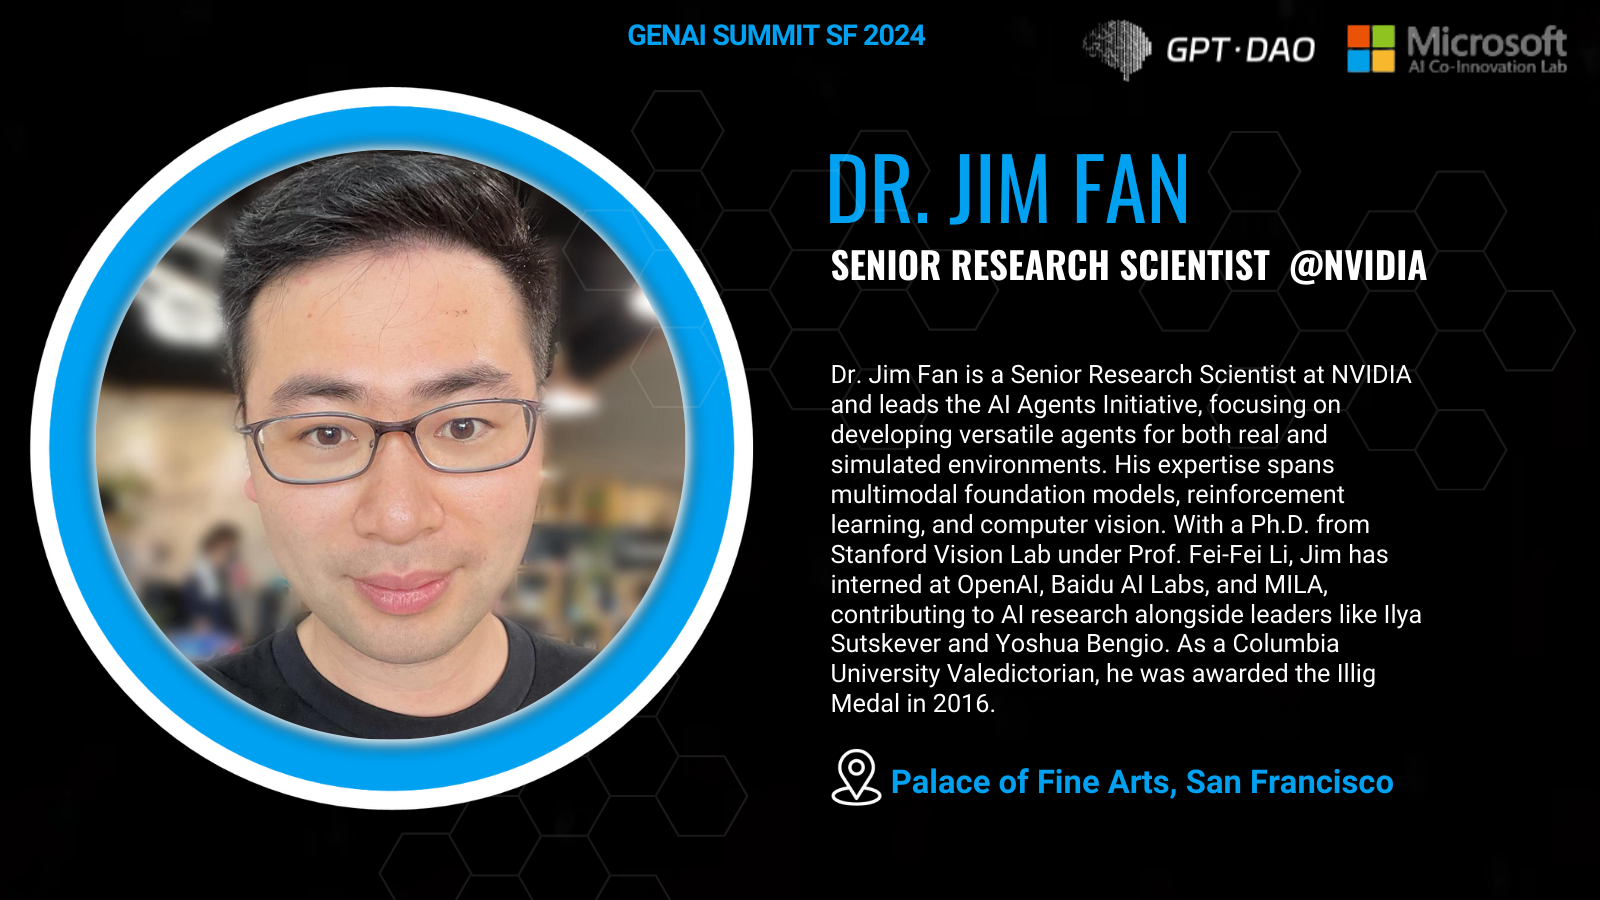 GENAI SUMMIT SF 2024
GPT·DAO
Microsoft
AI Co-Innovation Lab
DR. JIM FAN
SENIOR RESEARCH SCIENTIST @NVIDIA
Dr. Jim Fan is a Senior Research Scientist at NVIDIA
and leads the AI Agents Initiative, focusing on
developing versatile agents for both real and
simulated environments. His expertise spans
multimodal foundation models, reinforcement
learning, and computer vision. With a Ph.D. from
Stanford Vision Lab under Prof. Fei-Fei Li, Jim has
interned at OpenAI, Baidu AI Labs, and MILA,
contributing to AI research alongside leaders like Ilya
Sutskever and Yoshua Bengio. As a Columbia
University Valedictorian, he was awarded the Illig
Medal in 2016.
Palace of Fine Arts, San Francisco